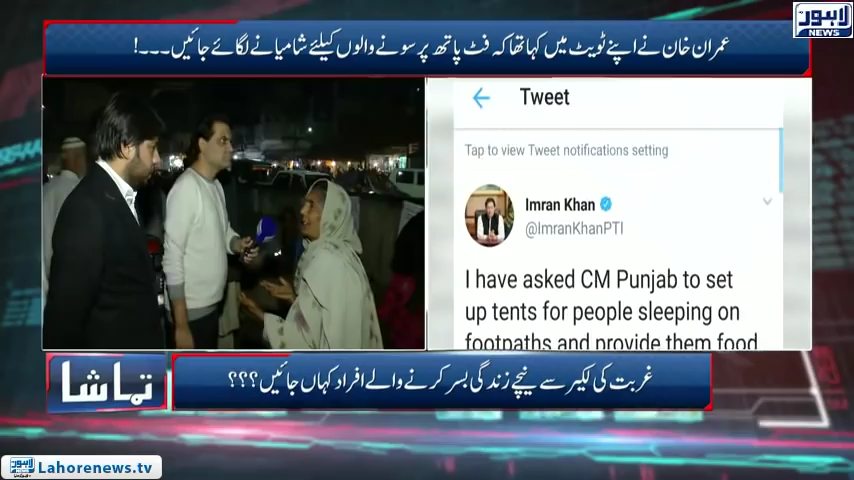 لاہور
NEWS
عمران خان نے اپنے ٹویٹ میں کہا تھا کہ فٹ پاتھ پر سونے والوں کیلئے شامیانے لگائے جائیں ۔۔۔!
Tweet
Tap to view Tweet notifications setting
Imran Khan
@ImranKhanPTI
I have asked CM Punjab to set
up tents for people sleeping on
footpaths and provide them food
تماشا
غربت کی لکیر سے نیچے زندگی بسر کرنے والے افراد کہاں جائیں؟؟؟
Lahorenews.tv